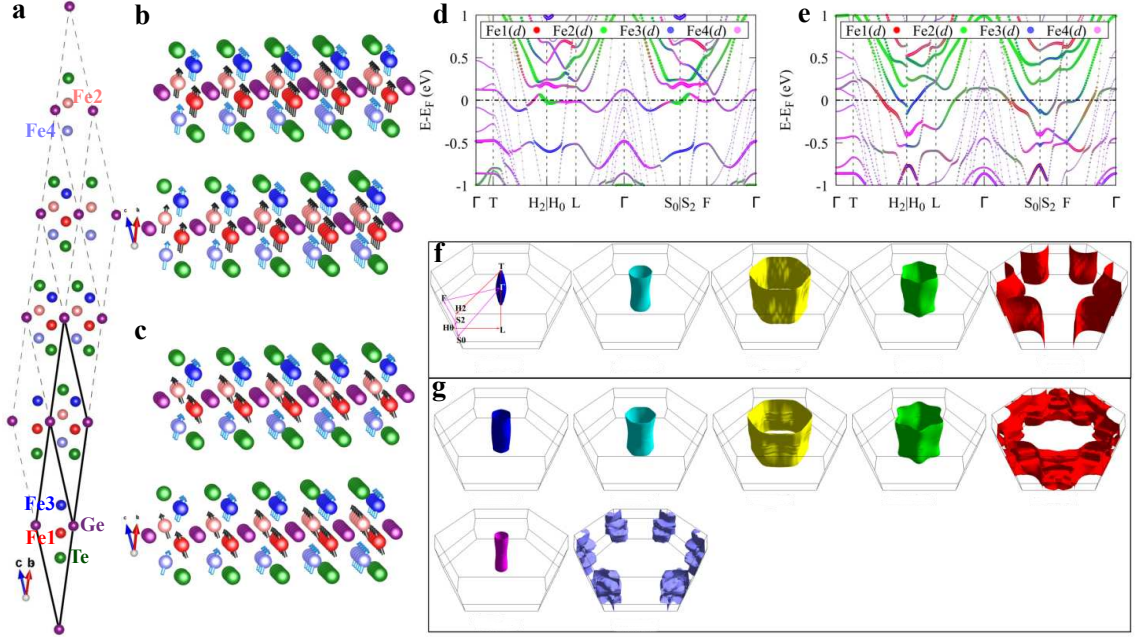 a
b
c
d
e
f
g
Fe2
Fe4
Fe3
Fe1
Ge
Te
c b
Fe1(d) Fe2(d) Fe3(d) Fe4(d)
E-E_F (eV)
1
0.5
0
-0.5
-1
Γ T H₂|H₀ L Γ S₀|S₂ F Γ
Fe1(d) Fe2(d) Fe3(d) Fe4(d)
E-E_F (eV)
1
0.5
0
-0.5
-1
Γ T H₂|H₀ L Γ S₀|S₂ F Γ
T
Γ
F
H2
S2
H0
L
S0